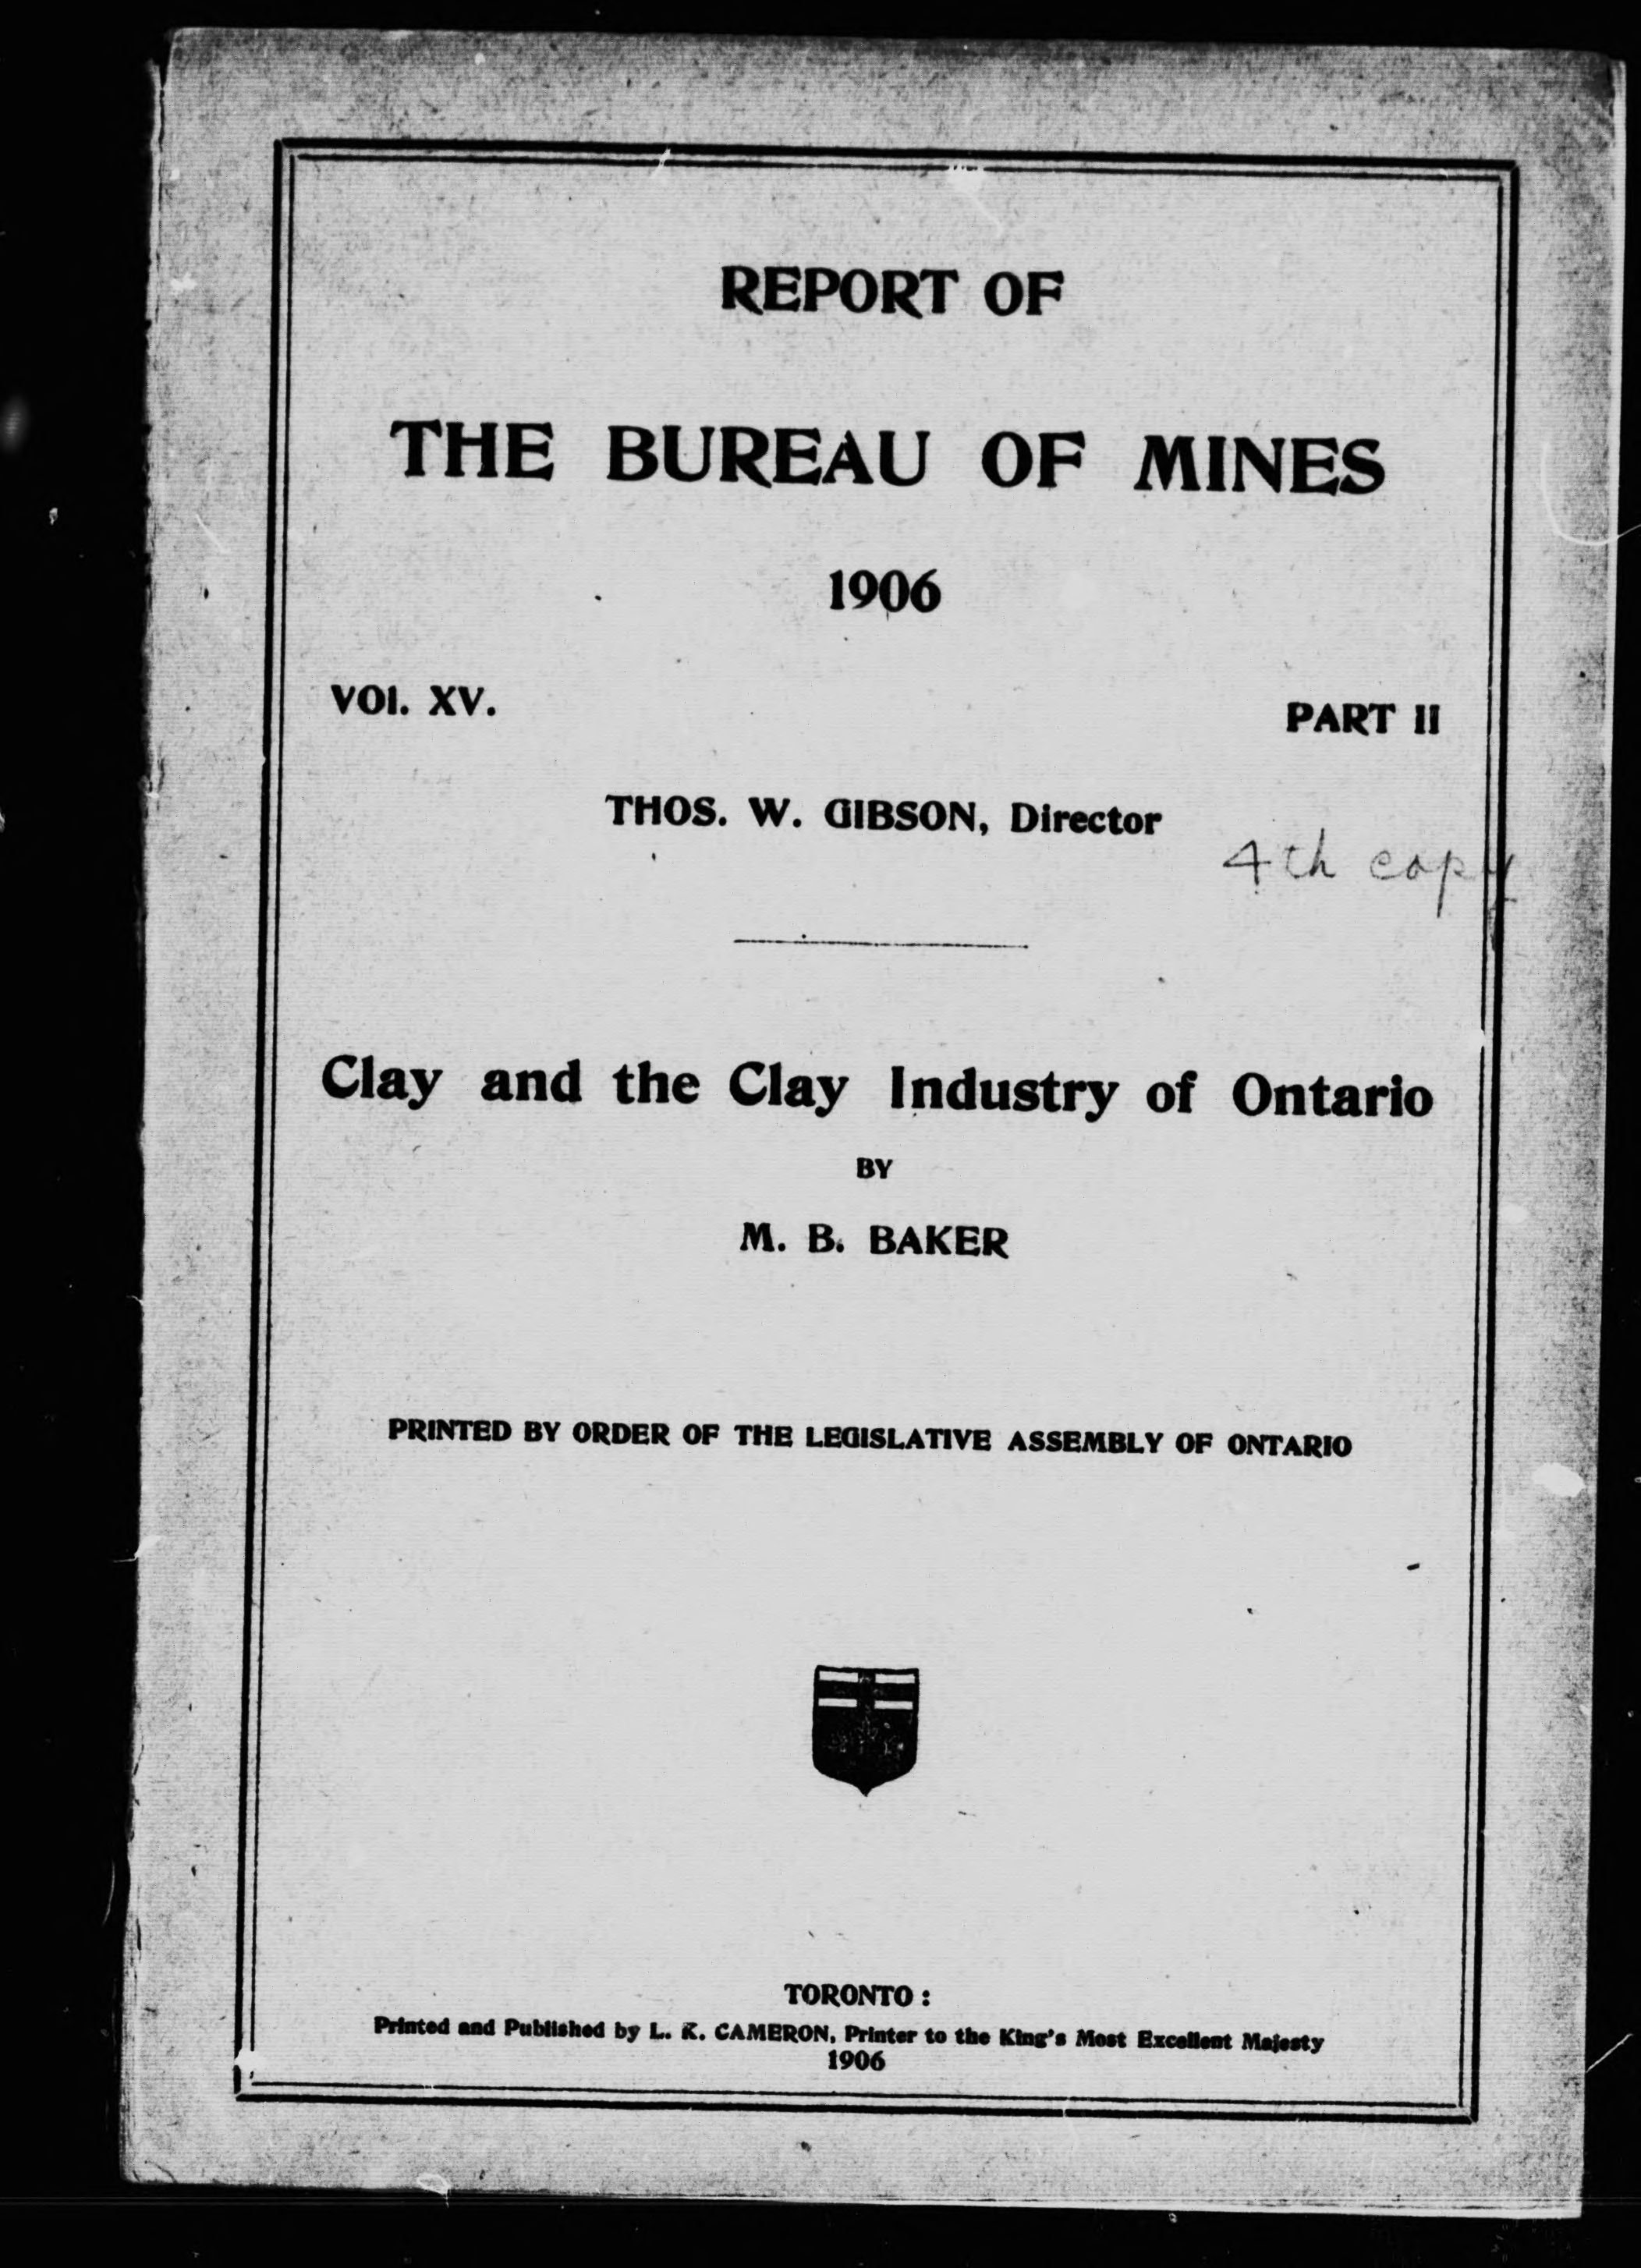 REPORT OF
THE BUREAU OF MINES
1906
VOl. XV.
PART II
THOS. W. GIBSON, Director
4th copy
Clay and the Clay Industry of Ontario
BY
M. B. BAKER
PRINTED BY ORDER OF THE LEGISLATIVE ASSEMBLY OF ONTARIO
TORONTO :
Printed and Published by L. K. CAMERON, Printer to the King's Most Excellent Majesty
1906